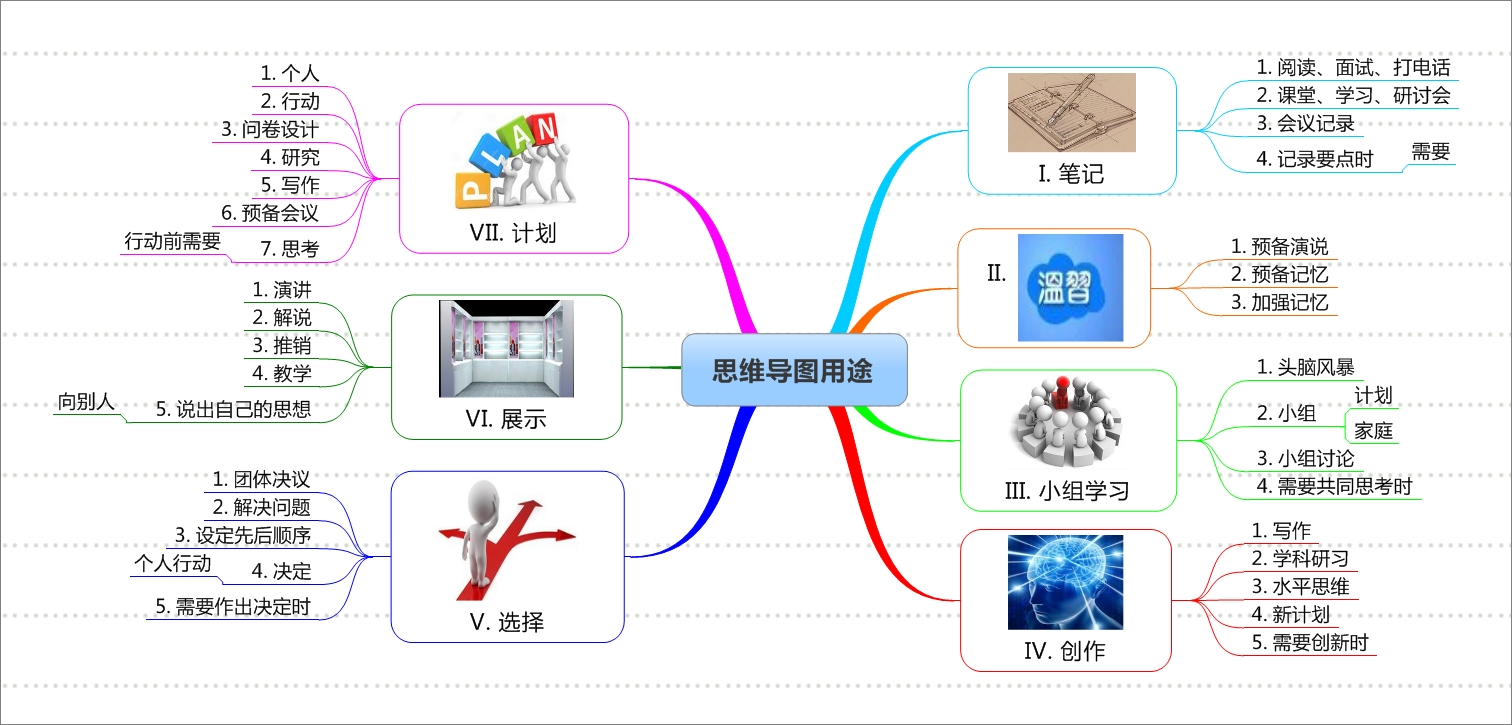 思维导图用途
I. 笔记
1. 阅读、面试、打电话
2. 课堂、学习、研讨会
3. 会议记录
4. 记录要点时
需要
II.
溫習
1. 预备演说
2. 预备记忆
3. 加强记忆
III. 小组学习
1. 头脑风暴
2. 小组
计划
家庭
3. 小组讨论
4. 需要共同思考时
IV. 创作
1. 写作
2. 学科研习
3. 水平思维
4. 新计划
5. 需要创新时
V. 选择
1. 团体决议
2. 解决问题
3. 设定先后顺序
4. 决定
个人行动
5. 需要作出决定时
VI. 展示
1. 演讲
2. 解说
3. 推销
4. 教学
5. 说出自己的思想
向别人
PLAN
VII. 计划
1. 个人
2. 行动
3. 问卷设计
4. 研究
5. 写作
6. 预备会议
7. 思考
行动前需要